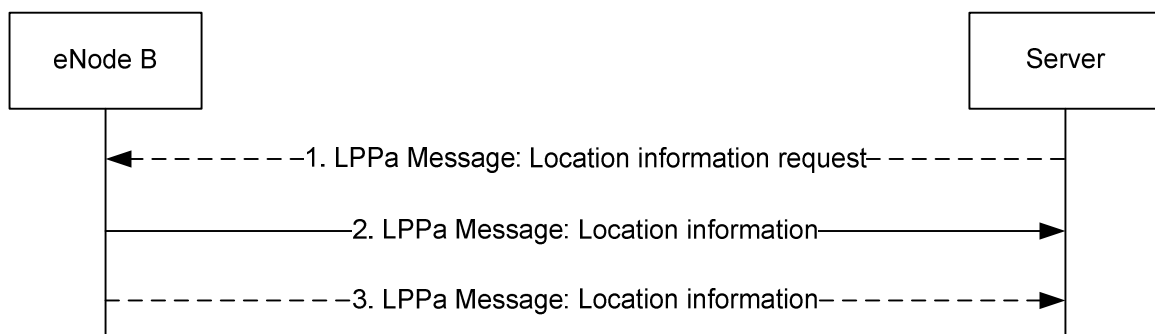 eNode B
Server
1. LPPa Message: Location information request
2. LPPa Message: Location information
3. LPPa Message: Location information